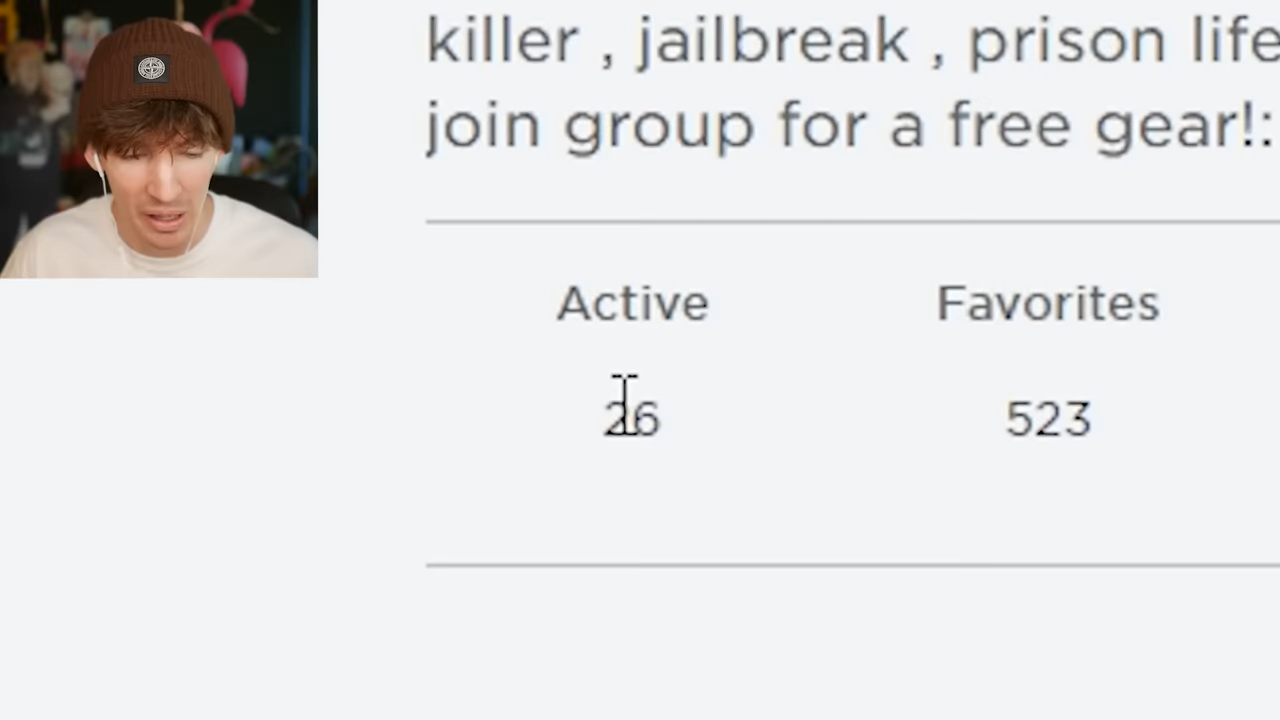 killer , jailbreak , prison life
join group for a free gear!:
Active Favorites
26 523